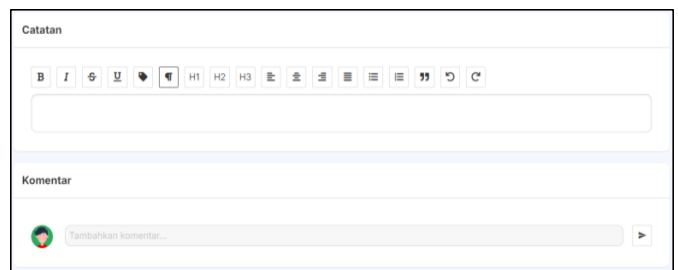 Catatan
B I S U ¶ H1 H2 H3 ❞
Komentar
Tambahkan komentar...